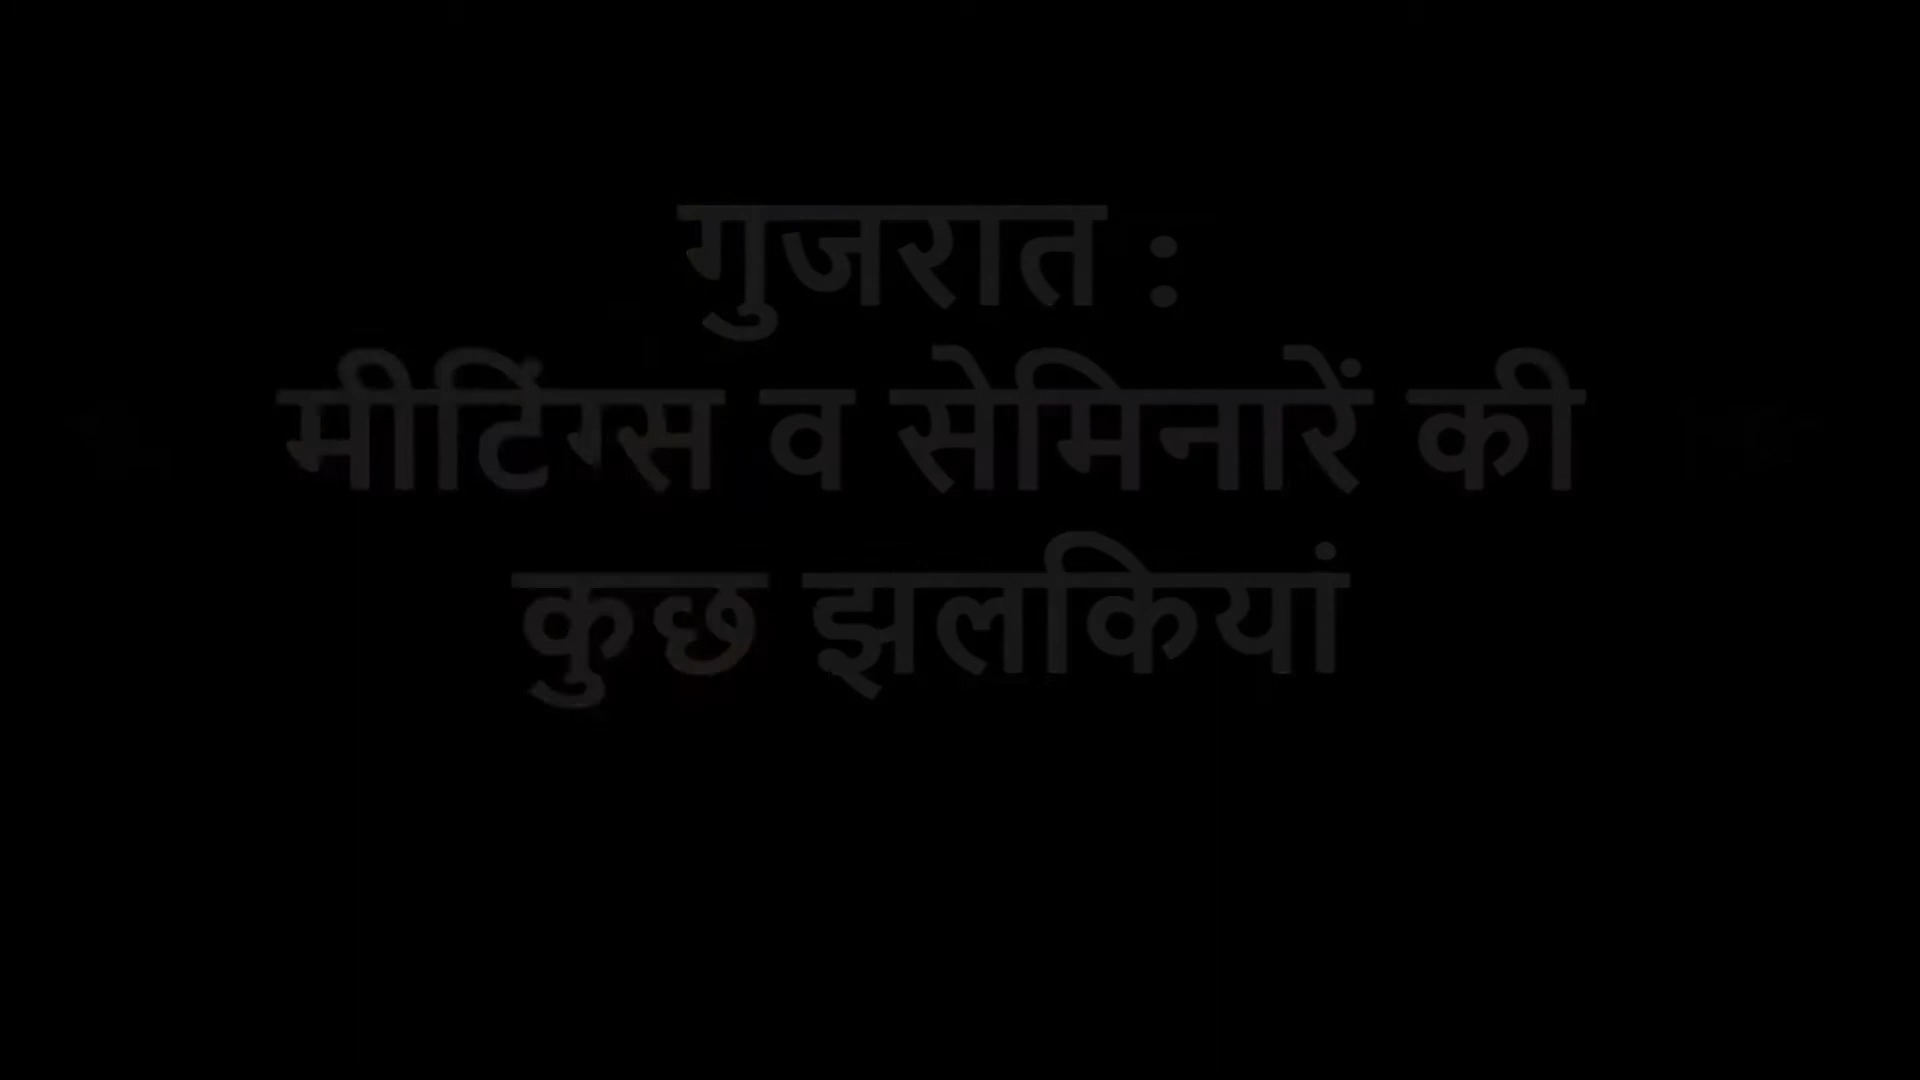 गुजरात :
मीटिंग्स व सेमिनारें की
कुछ झलकियां